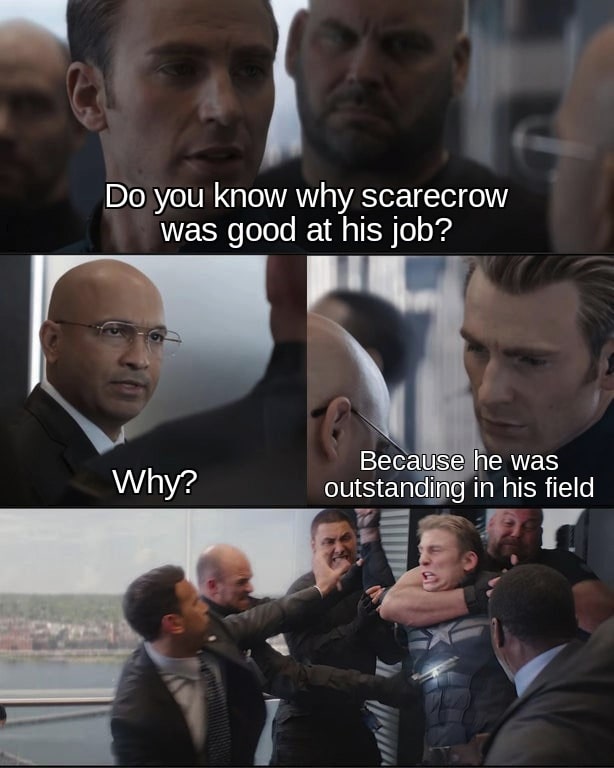 Do you know why scarecrow
was good at his job?
Why?
Because he was
outstanding in his field